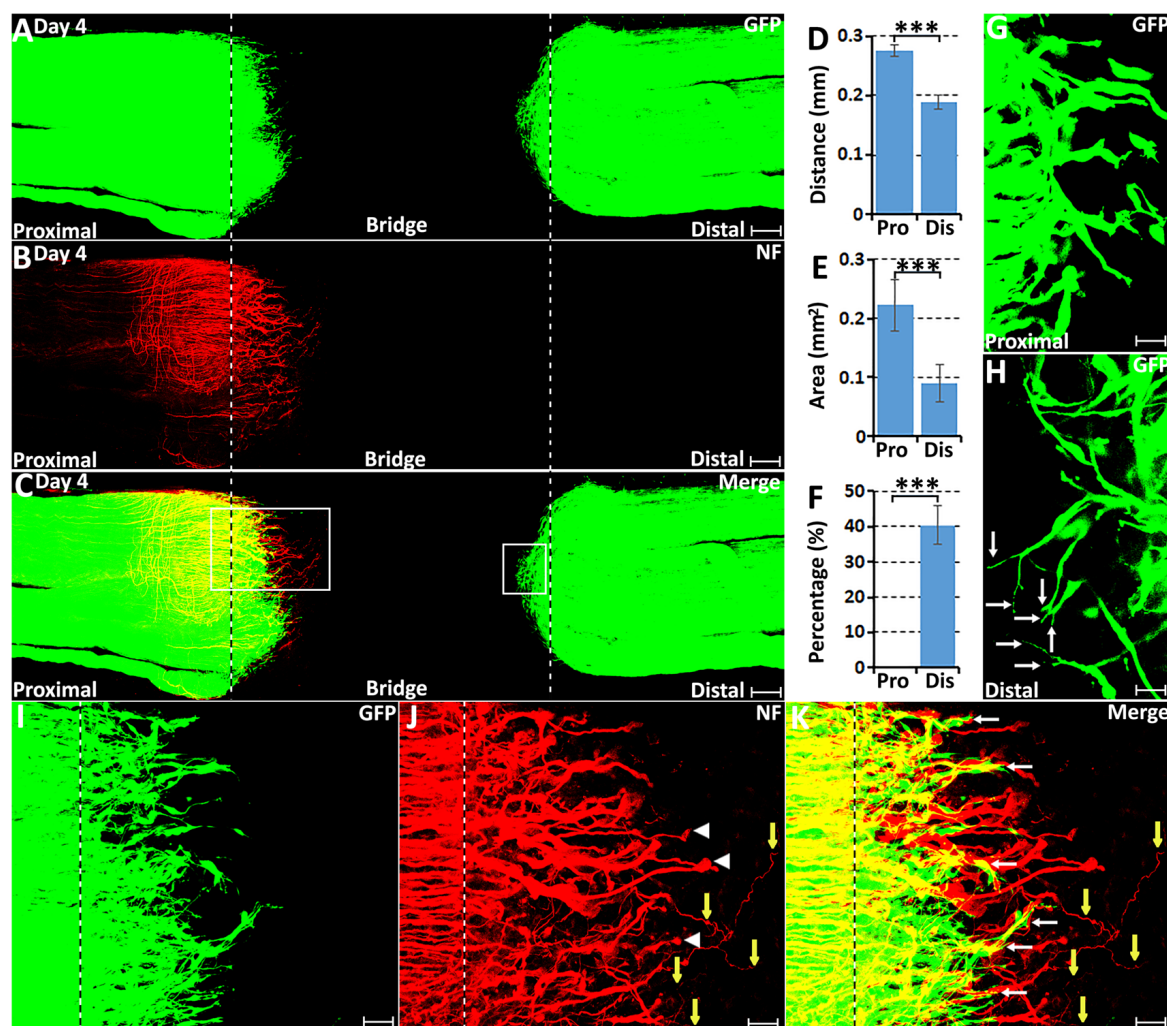 A Day 4 GFP
Proximal Bridge Distal
B Day 4 NF
Proximal Bridge Distal
C Day 4 Merge
Proximal Bridge Distal
D
Distance (mm)
0.3
0.2
0.1
0
***
Pro Dis
E
Area (mm²)
0.3
0.2
0.1
0
***
Pro Dis
F
Percentage (%)
50
40
30
20
10
0
***
Pro Dis
G GFP
Proximal
H GFP
Distal
I GFP
J NF
K Merge